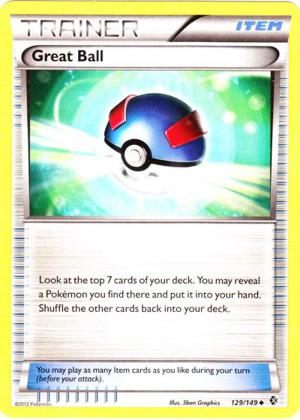 TRAINER ITEM
Great Ball
Look at the top 7 cards of your deck. You may reveal
a Pokémon you find there and put it into your hand.
Shuffle the other cards back into your deck.
Illus. 5ban Graphics 129/149
You may play as many Item cards as you like during your turn
(before your attack).
©2012 Pokémon